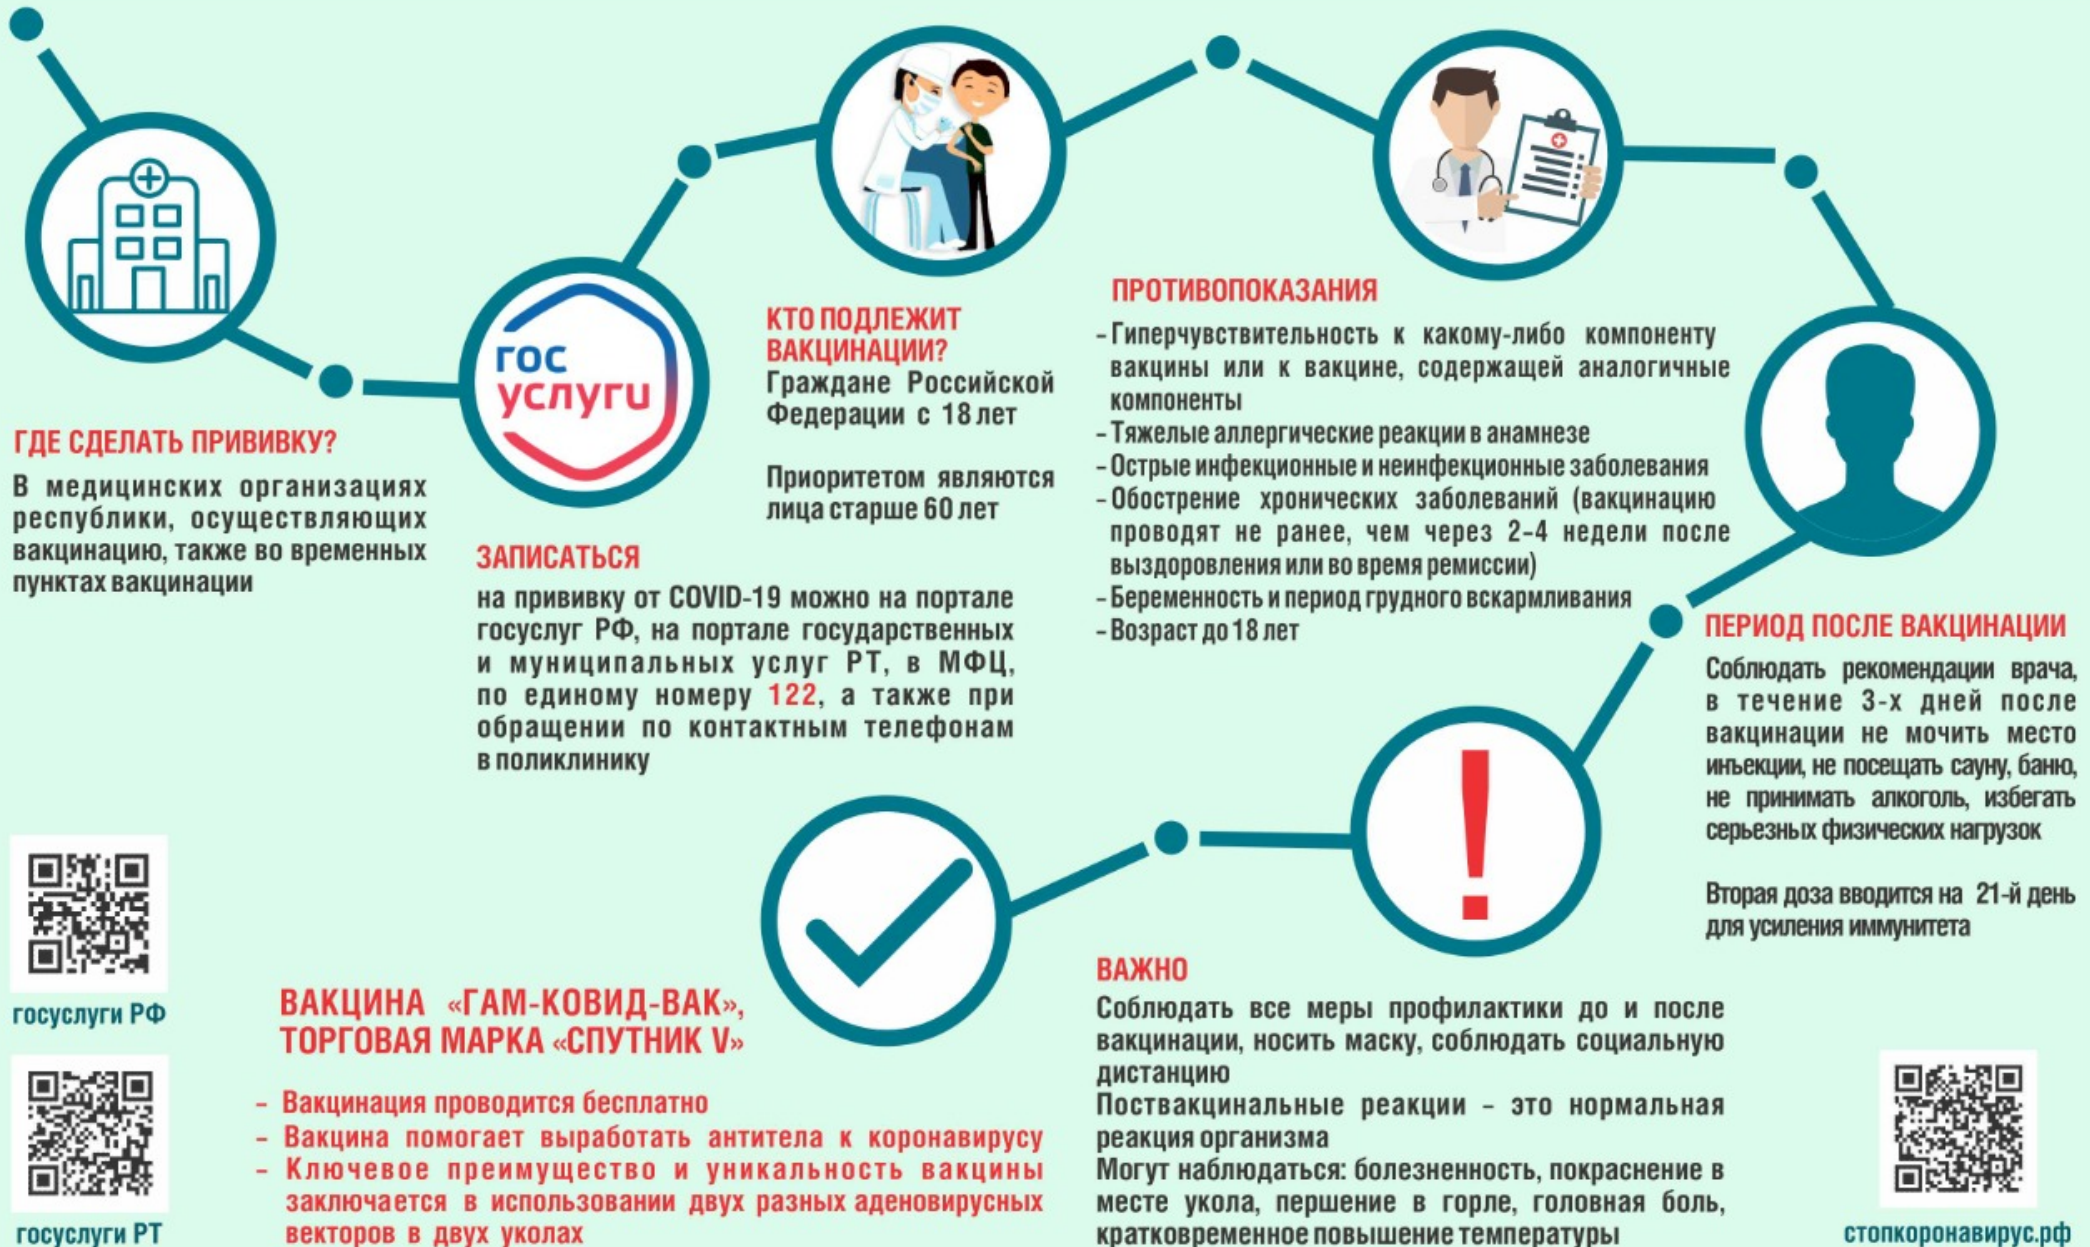 ГДЕ СДЕЛАТЬ ПРИВИВКУ?
В медицинских организациях
республики, осуществляющих
вакцинацию, также во временных
пунктах вакцинации
гос
услуги
ЗАПИСАТЬСЯ
на прививку от COVID-19 можно на портале
госуслуг РФ, на портале государственных
и муниципальных услуг РТ, в МФЦ,
по единому номеру 122, а также при
обращении по контактным телефонам
в поликлинику
КТО ПОДЛЕЖИТ
ВАКЦИНАЦИИ?
Граждане Российской
Федерации с 18 лет
Приоритетом являются
лица старше 60 лет
ПРОТИВОПОКАЗАНИЯ
- Гиперчувствительность к какому-либо компоненту
вакцины или к вакцине, содержащей аналогичные
компоненты
- Тяжелые аллергические реакции в анамнезе
- Острые инфекционные и неинфекционные заболевания
- Обострение хронических заболеваний (вакцинацию
проводят не ранее, чем через 2-4 недели после
выздоровления или во время ремиссии)
- Беременность и период грудного вскармливания
- Возраст до 18 лет
ПЕРИОД ПОСЛЕ ВАКЦИНАЦИИ
Соблюдать рекомендации врача,
в течение 3-х дней после
вакцинации не мочить место
инъекции, не посещать сауну, баню,
не принимать алкоголь, избегать
серьезных физических нагрузок
Вторая доза вводится на 21-й день
для усиления иммунитета
!
ВАЖНО
Соблюдать все меры профилактики до и после
вакцинации, носить маску, соблюдать социальную
дистанцию
Поствакцинальные реакции - это нормальная
реакция организма
Могут наблюдаться: болезненность, покраснение в
месте укола, першение в горле, головная боль,
кратковременное повышение температуры
ВАКЦИНА «ГАМ-КОВИД-ВАК»,
ТОРГОВАЯ МАРКА «СПУТНИК V»
- Вакцинация проводится бесплатно
- Вакцина помогает выработать антитела к коронавирусу
- Ключевое преимущество и уникальность вакцины
заключается в использовании двух разных аденовирусных
векторов в двух уколах
госуслуги РФ
госуслуги РТ
стопкоронавирус.рф